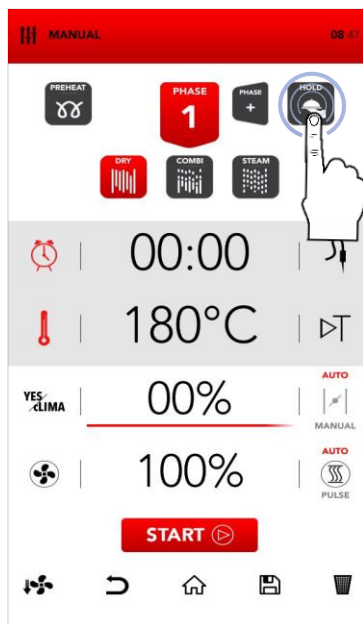 MANUAL 08:47
PREHEAT
PHASE
1
PHASE
+
HOLD
DRY
COMBI
STEAM
00:00
180°C
▷T
YES/cLIMA
00%
AUTO
MANUAL
100%
AUTO
PULSE
START